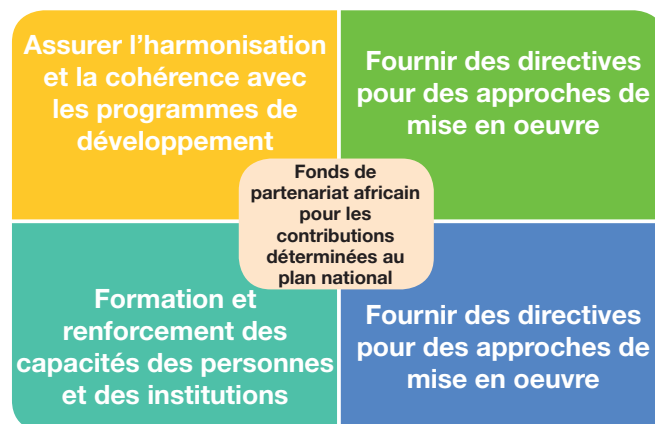 Assurer l’harmonisation
et la cohérence avec
les programmes de
développement
Fournir des directives
pour des approches de
mise en oeuvre
Fonds de
partenariat africain
pour les
contributions
déterminées au
plan national
Formation et
renforcement des
capacités des personnes
et des institutions
Fournir des directives
pour des approches de
mise en oeuvre